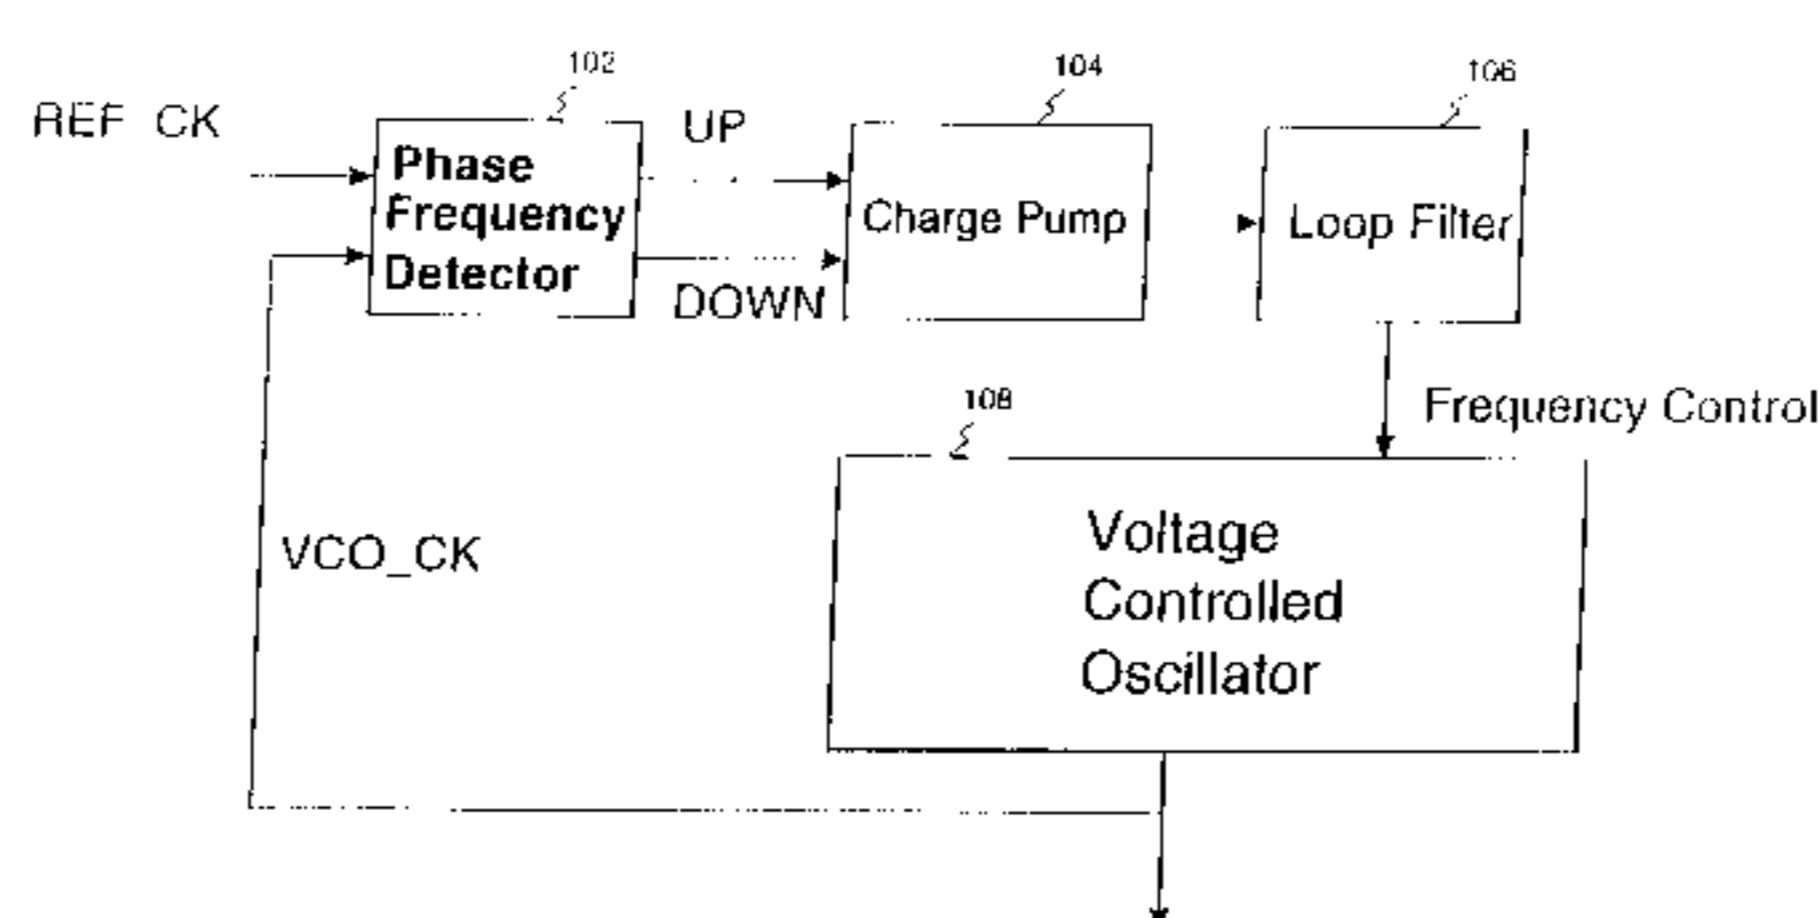 102
104
106
REF CK
UP
Phase
Frequency
Detector
Charge Pump
Loop Filter
DOWN
108
Frequency Control
VCO_CK
Voltage
Controlled
Oscillator